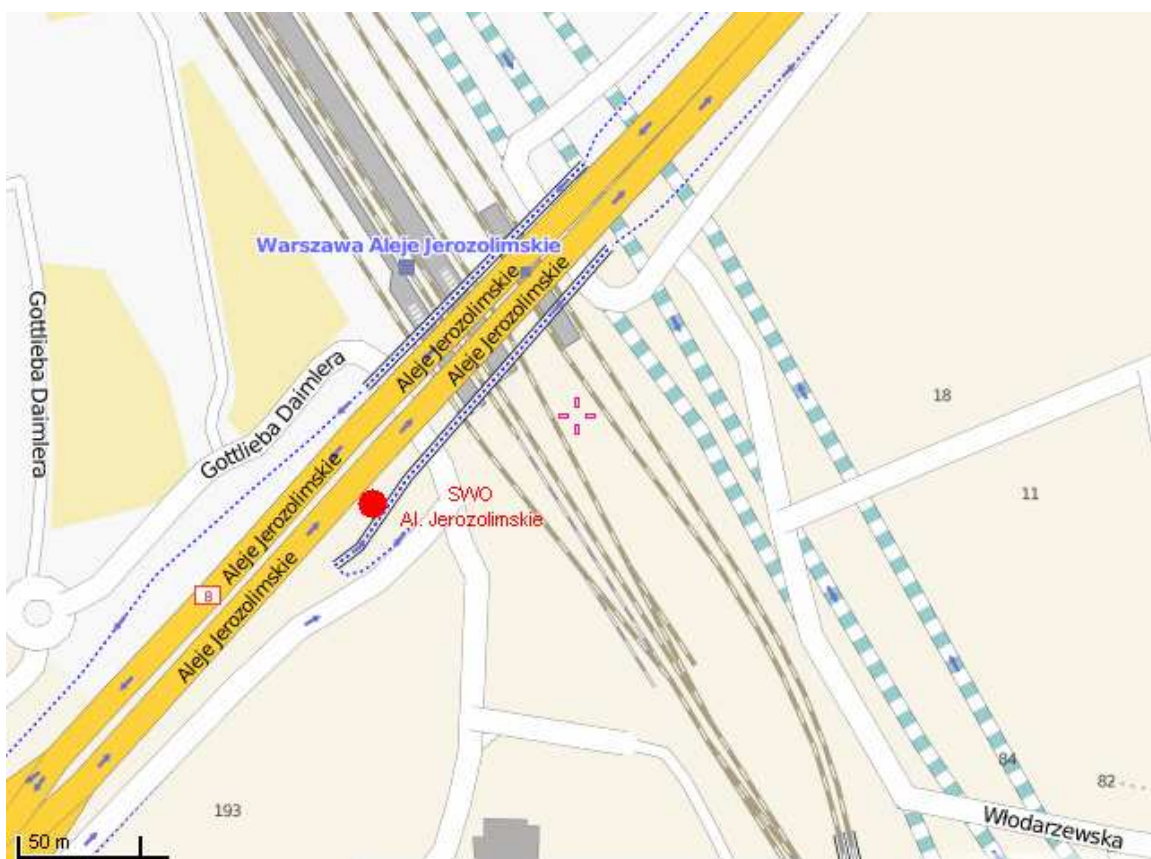 Warszawa Aleje Jerozolimskie
Aleje Jerozolimskie
Aleje Jerozolimskie
Gottlieba Daimlera
Gottlieba Daimlera
18
11
SWO
Al. Jerozolimskie
Aleje Jerozolimskie
8
Aleje Jerozolimskie
84
82
193
Włodarzewska
50 m